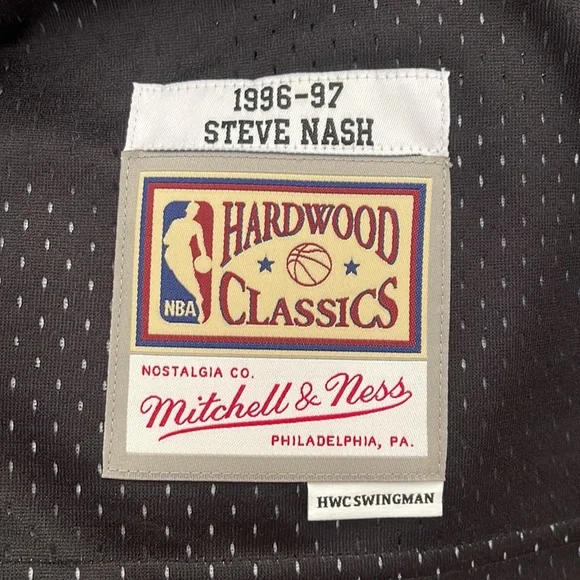 1996-97
STEVE NASH
HARDWOOD
CLASSICS
NBA
NOSTALGIA CO.
Mitchell & Ness
PHILADELPHIA, PA.
HWC SWINGMAN